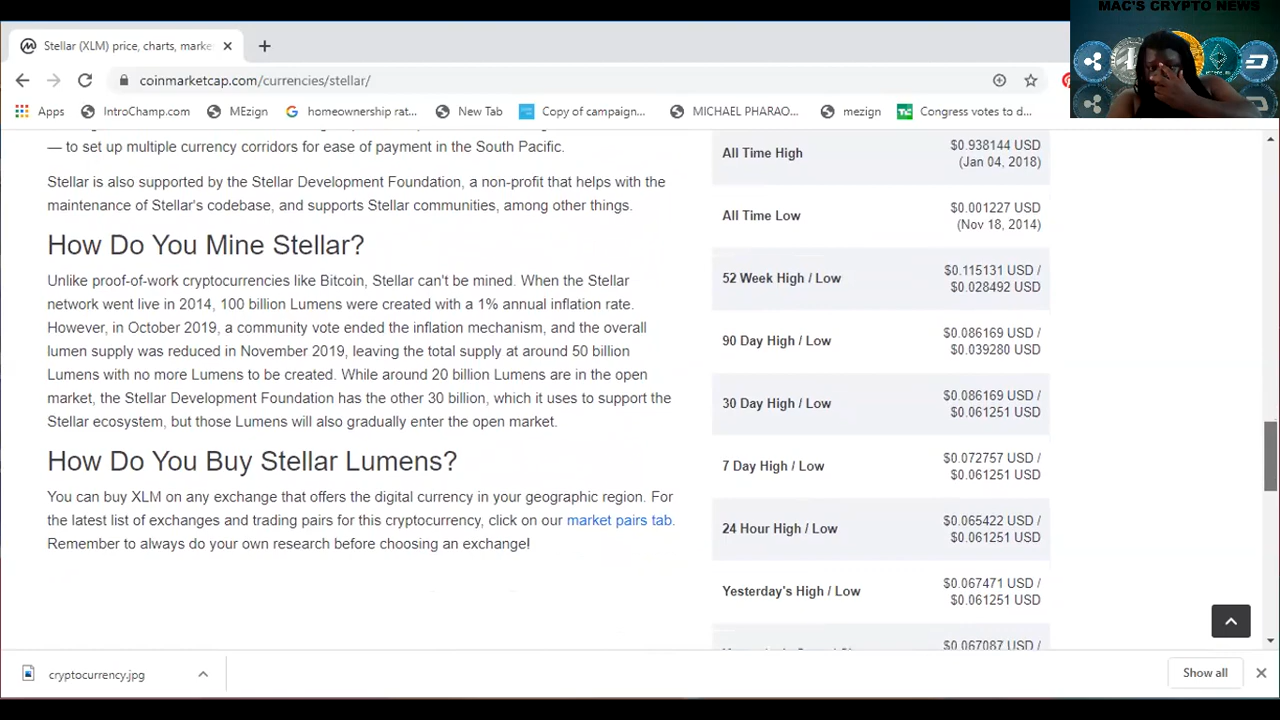 MAC'S CRYPTO NEWS
Stellar (XLM) price, charts, marke
coinmarketcap.com/currencies/stellar/
Apps IntroChamp.com MEzign homeownership rat... New Tab Copy of campaign... MICHAEL PHARAO... mezign Congress votes to d...
— to set up multiple currency corridors for ease of payment in the South Pacific.
Stellar is also supported by the Stellar Development Foundation, a non-profit that helps with the
maintenance of Stellar's codebase, and supports Stellar communities, among other things.
How Do You Mine Stellar?
Unlike proof-of-work cryptocurrencies like Bitcoin, Stellar can't be mined. When the Stellar
network went live in 2014, 100 billion Lumens were created with a 1% annual inflation rate.
However, in October 2019, a community vote ended the inflation mechanism, and the overall
lumen supply was reduced in November 2019, leaving the total supply at around 50 billion
Lumens with no more Lumens to be created. While around 20 billion Lumens are in the open
market, the Stellar Development Foundation has the other 30 billion, which it uses to support the
Stellar ecosystem, but those Lumens will also gradually enter the open market.
How Do You Buy Stellar Lumens?
You can buy XLM on any exchange that offers the digital currency in your geographic region. For
the latest list of exchanges and trading pairs for this cryptocurrency, click on our market pairs tab.
Remember to always do your own research before choosing an exchange!
All Time High
$0.938144 USD
(Jan 04, 2018)
All Time Low
$0.001227 USD
(Nov 18, 2014)
52 Week High / Low
$0.115131 USD /
$0.028492 USD
90 Day High / Low
$0.086169 USD /
$0.039280 USD
30 Day High / Low
$0.086169 USD /
$0.061251 USD
7 Day High / Low
$0.072757 USD /
$0.061251 USD
24 Hour High / Low
$0.065422 USD /
$0.061251 USD
Yesterday's High / Low
$0.067471 USD /
$0.061251 USD
$0.067087 USD /
cryptocurrency.jpg
Show all